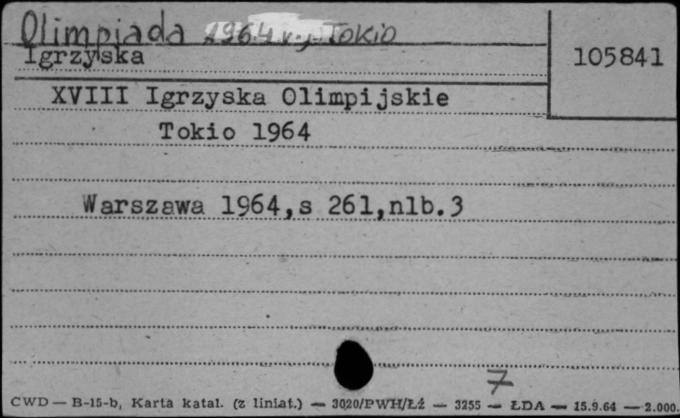 Olimpiada 1964 r., Tokio
Igrzyska
105841
XVIII Igrzyska Olimpijskie
Tokio 1964
Warszawa 1964,s 261,nlb.3
7
CWD — B-15-b, Karta katal. (z liniat.) — 3020/PWH/Łż — 3255 — ŁDA — 15.9.64 — 2.000.